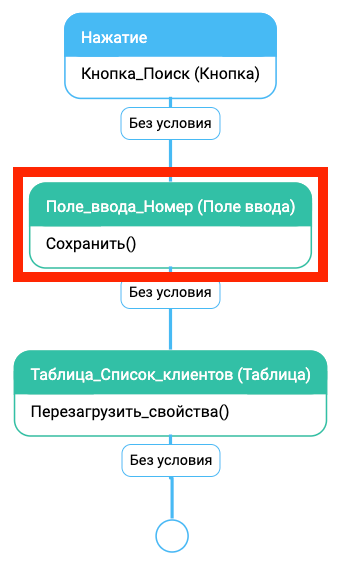 Нажатие
Кнопка_Поиск (Кнопка)
Без условия
Поле_ввода_Номер (Поле ввода)
Сохранить()
Без условия
Таблица_Список_клиентов (Таблица)
Перезагрузить_свойства()
Без условия